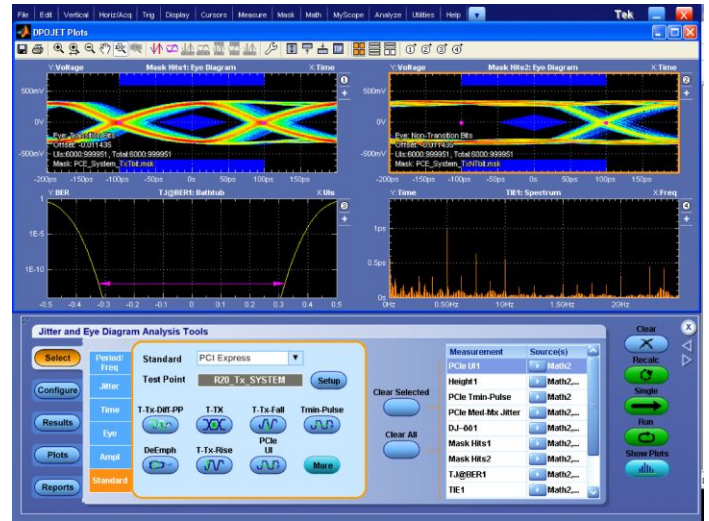 File Edit Vertical Horiz/Acq Trig Display Cursors Measure Mask Math MyScope Analyze Utilities Help
Tek
DPOJET Plots
Y:Voltage Mask Hits1: Eye Diagram X:Time
500mV
0V
-500mV
Eye: Transition Bits
Offset: -0.011435
UIs:6000:999951, Total:6000:999951
Mask: PCE_System_TxTbit.msk
-200ps -150ps -100ps -50ps 0s 50ps 100ps 150ps
1
Y:Voltage Mask Hits2: Eye Diagram X:Time
500mV
0V
-500mV
Eye: Non-Transition Bits
Offset: -0.011435
UIs:6000:999951, Total:6000:999951
Mask: PCE_System_TxNTbit.msk
-200ps -150ps -100ps -50ps 0s 50ps 100ps 150ps
2
Y:BER TJ@BER1: Bathtub X:UIs
1
1E-5
1E-10
-0.5 -0.4 -0.3 -0.2 -0.1 0 0.1 0.2 0.3 0.4 0.5
3
Y:Time TIE1: Spectrum X:Freq
1ps
0.5ps
0Hz
4
Jitter and Eye Diagram Analysis Tools
Select
Configure
Results
Plots
Reports
Period/
Freq
Jitter
Time
Eye
Ampl
Standard
Standard PCI Express
Test Point R20_Tx_SYSTEM Setup
T-Tx-Diff-PP T-TX T-Tx-Fall Tmin-Pulse
DeEmph T-Tx-Rise PCIe
UI
More
Clear Selected
Clear All
Measurement Source(s)
PCIe UI1 Math2
Height1 Math2,...
PCIe Tmin-Pulse Math2
PCIe Med-Mx Jitter Math2,...
Mask Hits1 Math2,...
Mask Hits2 Math2,...
TJ@BER1 Math2,...
TIE1 Math2,...
Clear
X
Recalc
Single
Run
Show Plots